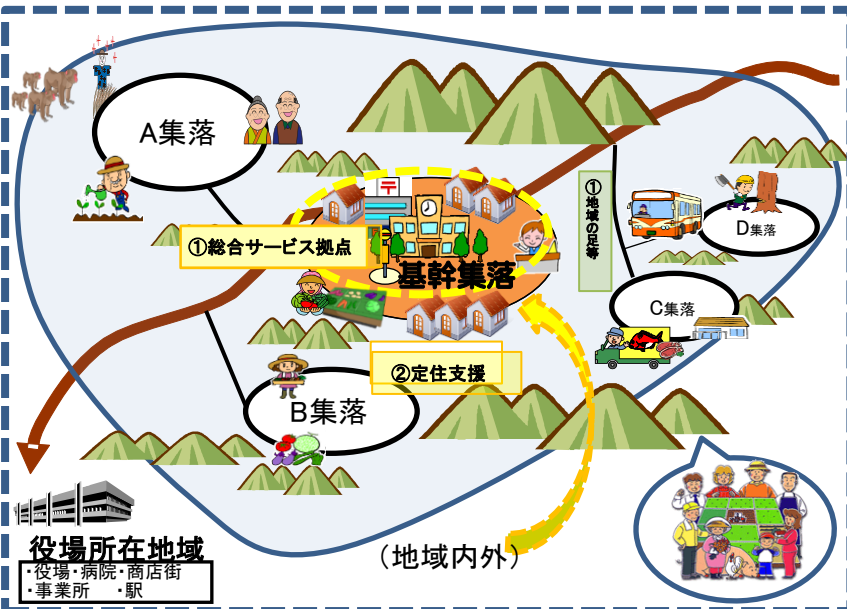 A集落
①地域の足等
D集落
①総合サービス拠点
基幹集落
C集落
②定住支援
B集落
役場所在地域
・役場・病院・商店街
・事業所　・駅
（地域内外）
〒